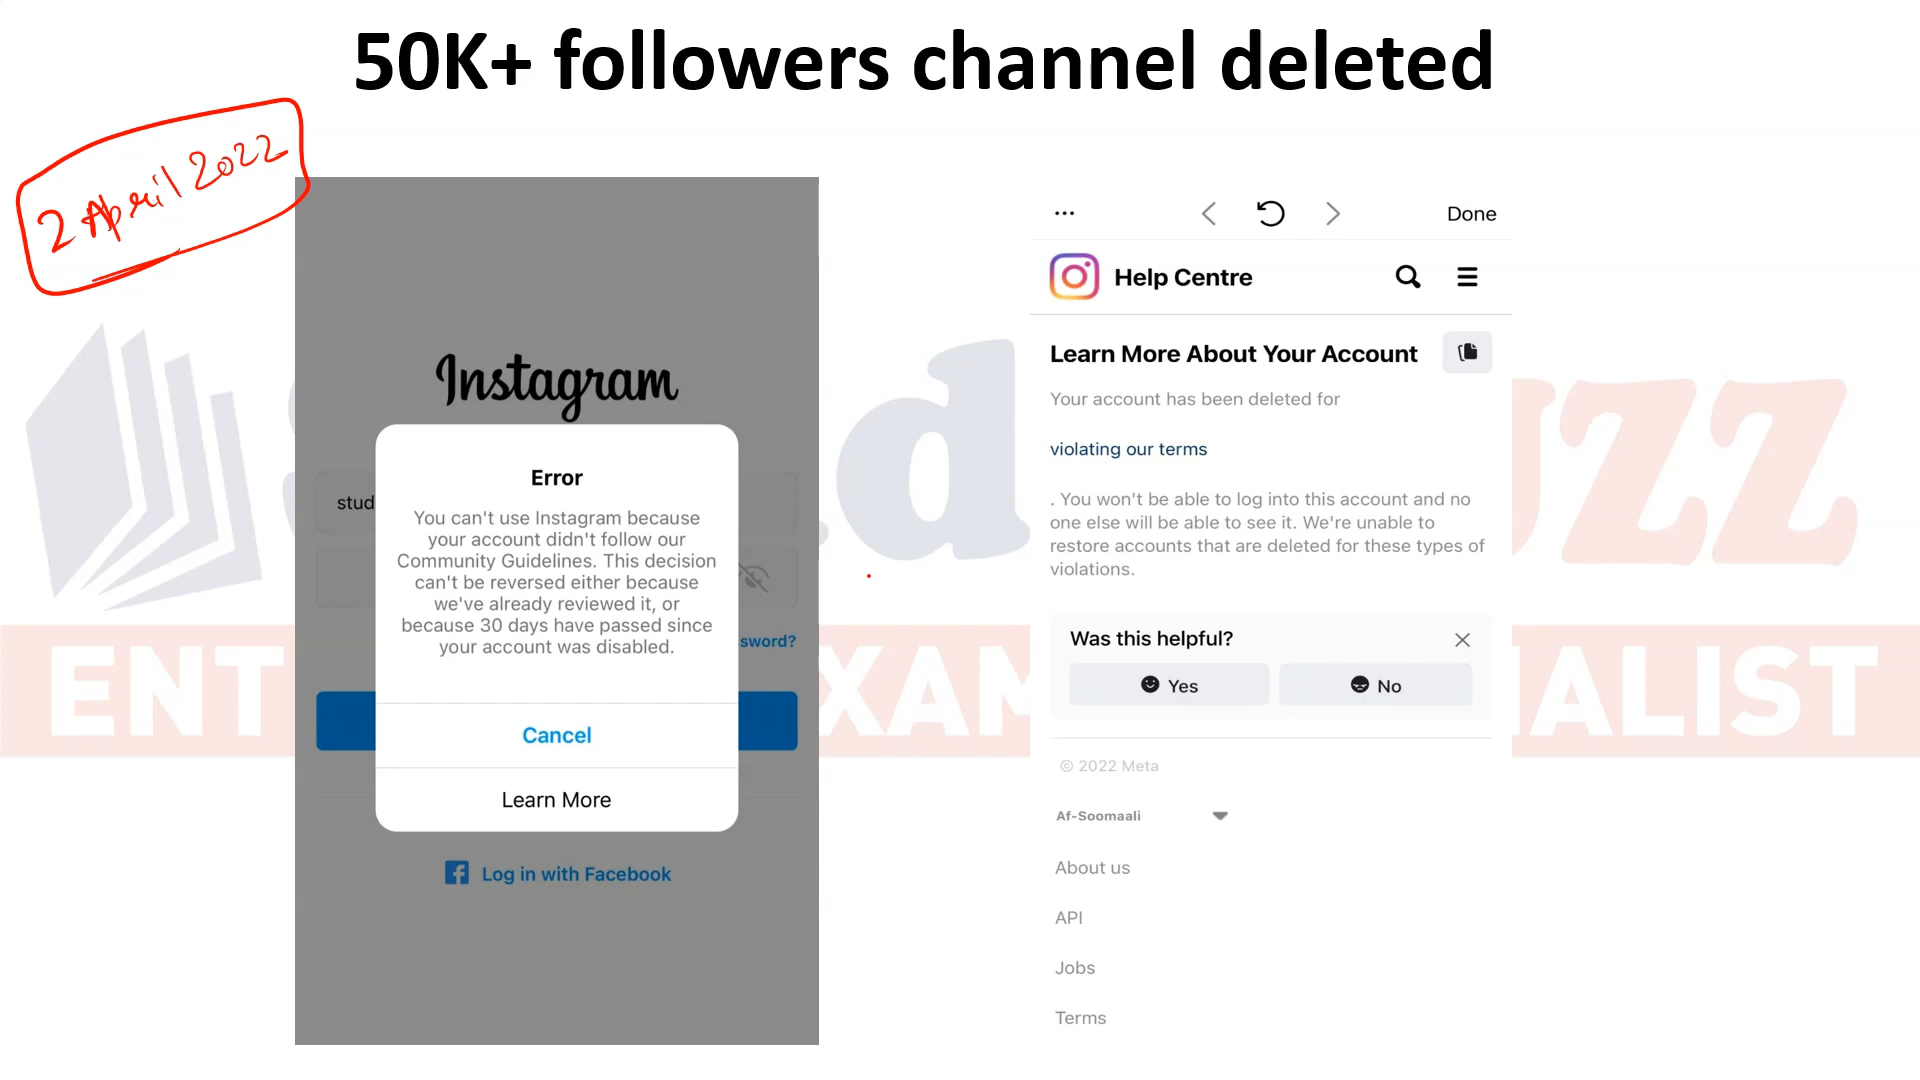 50K+ followers channel deleted
2 April 2022
Instagram
stud
Error
You can't use Instagram because
your account didn't follow our
Community Guidelines. This decision
can't be reversed either because
we've already reviewed it, or
because 30 days have passed since
your account was disabled.
sword?
Cancel
Learn More
Log in with Facebook
Done
Help Centre
Learn More About Your Account
Your account has been deleted for
violating our terms
. You won't be able to log into this account and no
one else will be able to see it. We're unable to
restore accounts that are deleted for these types of
violations.
Was this helpful?
Yes
No
© 2022 Meta
Af-Soomaali
About us
API
Jobs
Terms